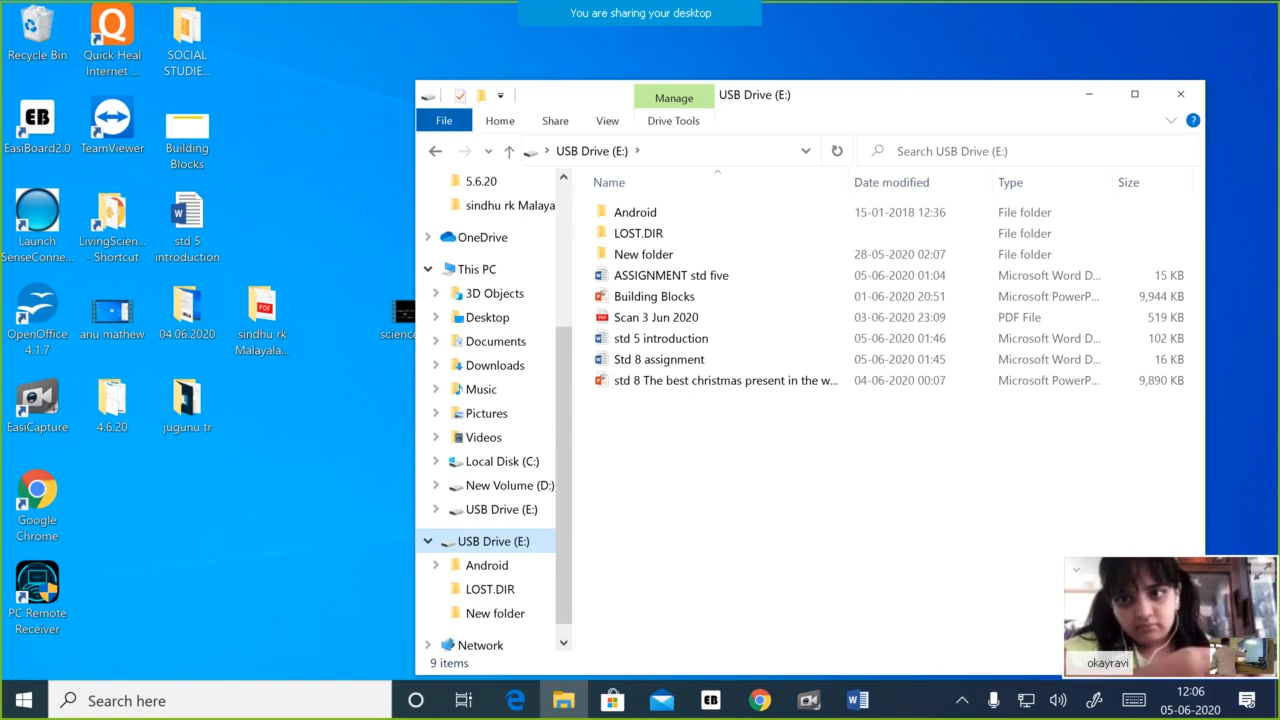 You are sharing your desktop
Recycle Bin
Quick Heal
Internet ...
SOCIAL
STUDIE...
EB
EasiBoard2.0
TeamViewer
Building
Blocks
Launch
SenseConne...
LivingScien...
- Shortcut
std 5
introduction
OpenOffice
4.1.7
anu mathew
04.06.2020
PDF
sindhu rk
Malayala...
science
EasiCapture
4.6.20
jugunu tr
Google
Chrome
PC Remote
Receiver
Manage
USB Drive (E:)
File
Home
Share
View
Drive Tools
USB Drive (E:)
Search USB Drive (E:)
5.6.20
sindhu rk Malaya
OneDrive
This PC
3D Objects
Desktop
Documents
Downloads
Music
Pictures
Videos
Local Disk (C:)
New Volume (D:)
USB Drive (E:)
USB Drive (E:)
Android
LOST.DIR
New folder
Network
9 items
Name Date modified Type Size
Android 15-01-2018 12:36 File folder
LOST.DIR File folder
New folder 28-05-2020 02:07 File folder
ASSIGNMENT std five 05-06-2020 01:04 Microsoft Word D... 15 KB
Building Blocks 01-06-2020 20:51 Microsoft PowerP... 9,944 KB
Scan 3 Jun 2020 03-06-2020 23:09 PDF File 519 KB
std 5 introduction 05-06-2020 01:46 Microsoft Word D... 102 KB
Std 8 assignment 05-06-2020 01:45 Microsoft Word D... 16 KB
std 8 The best christmas present in the w... 04-06-2020 00:07 Microsoft PowerP... 9,890 KB
okayravi
Search here
EB
12:06
05-06-2020